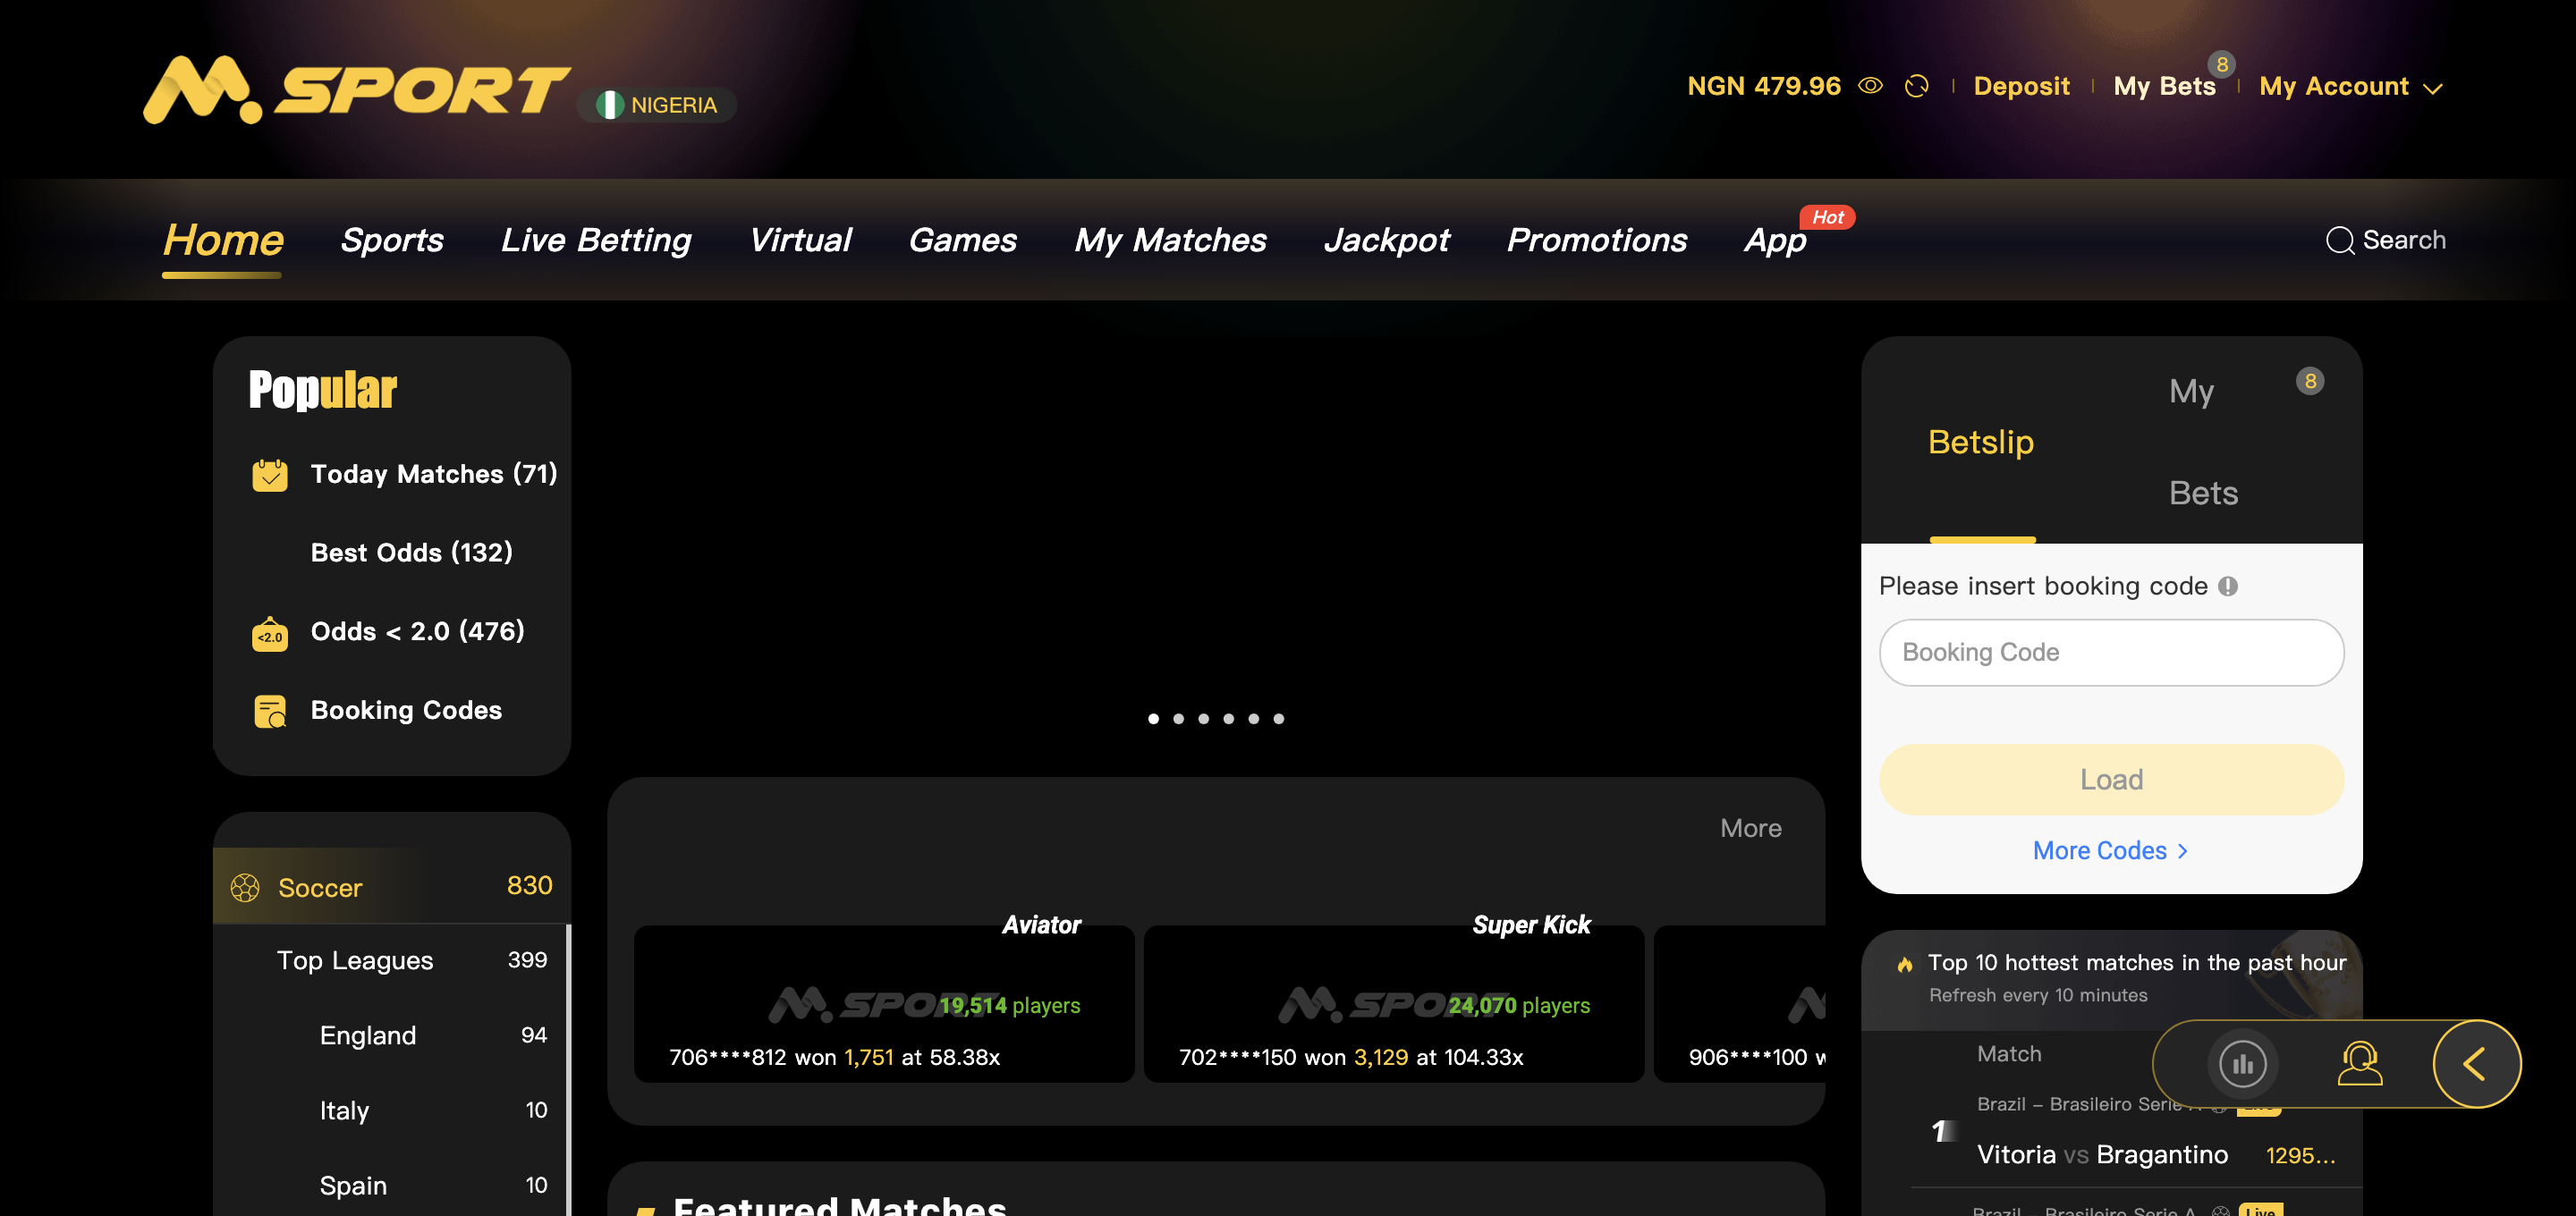 M.SPORT
NIGERIA
NGN 479.96
Deposit
My Bets
8
My Account
Home
Sports
Live Betting
Virtual
Games
My Matches
Jackpot
Promotions
App
Hot
Search
Popular
Today Matches (71)
Best Odds (132)
<2.0
Odds < 2.0 (476)
Booking Codes
Soccer 830
Top Leagues 399
England 94
Italy 10
Spain 10
More
Aviator
M.SPORT
19,514 players
706****812 won 1,751 at 58.38x
Super Kick
M.SPORT
24,070 players
702****150 won 3,129 at 104.33x
906****100
Featured Matches
Betslip
My
Bets
8
Please insert booking code
Booking Code
Load
More Codes >
Top 10 hottest matches in the past hour
Refresh every 10 minutes
Match
Brazil – Brasileiro Serie A
1
Vitoria vs Bragantino 1295...
Brazil – Brasileiro Serie A Live